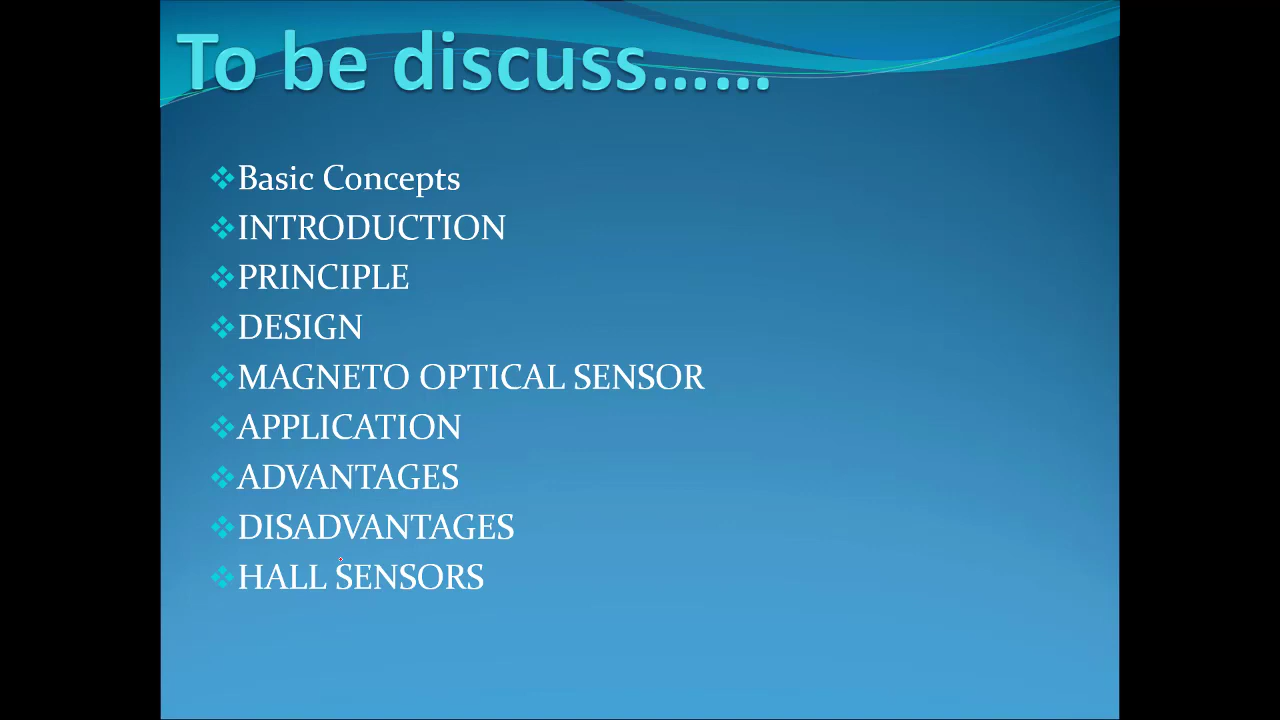 To be discuss......
Basic Concepts
INTRODUCTION
PRINCIPLE
DESIGN
MAGNETO OPTICAL SENSOR
APPLICATION
ADVANTAGES
DISADVANTAGES
HALL SENSORS